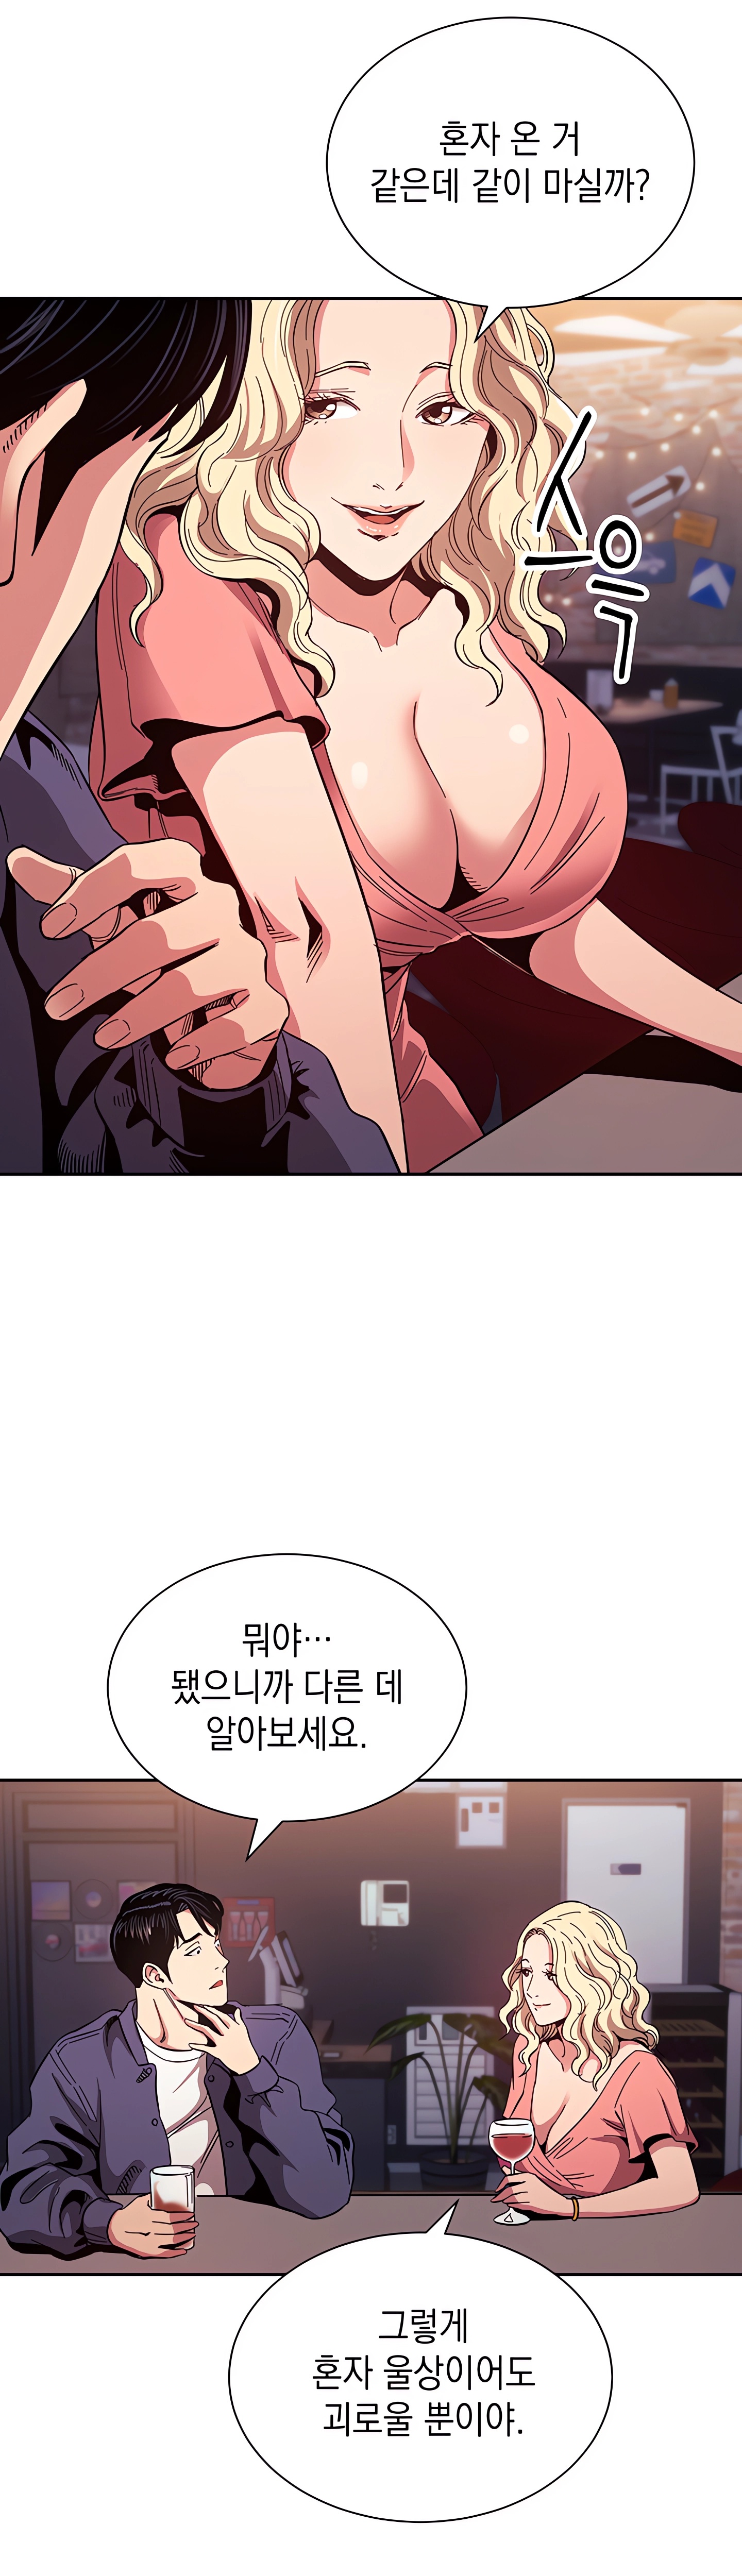 혼자 온 거
같은데 같이 마실까?
스윽
뭐야…
됐으니까 다른 데
알아보세요.
그렇게
혼자 울상이어도
괴로울 뿐이야.